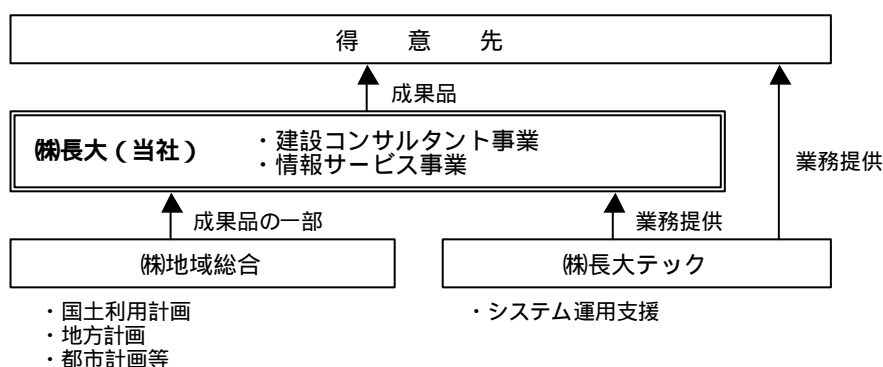 得 意 先
成果品
㈱長大（当社）
・建設コンサルタント事業
・情報サービス事業
業務提供
成果品の一部
業務提供
㈱地域総合
㈱長大テック
・国土利用計画
・地方計画
・都市計画等
・システム運用支援